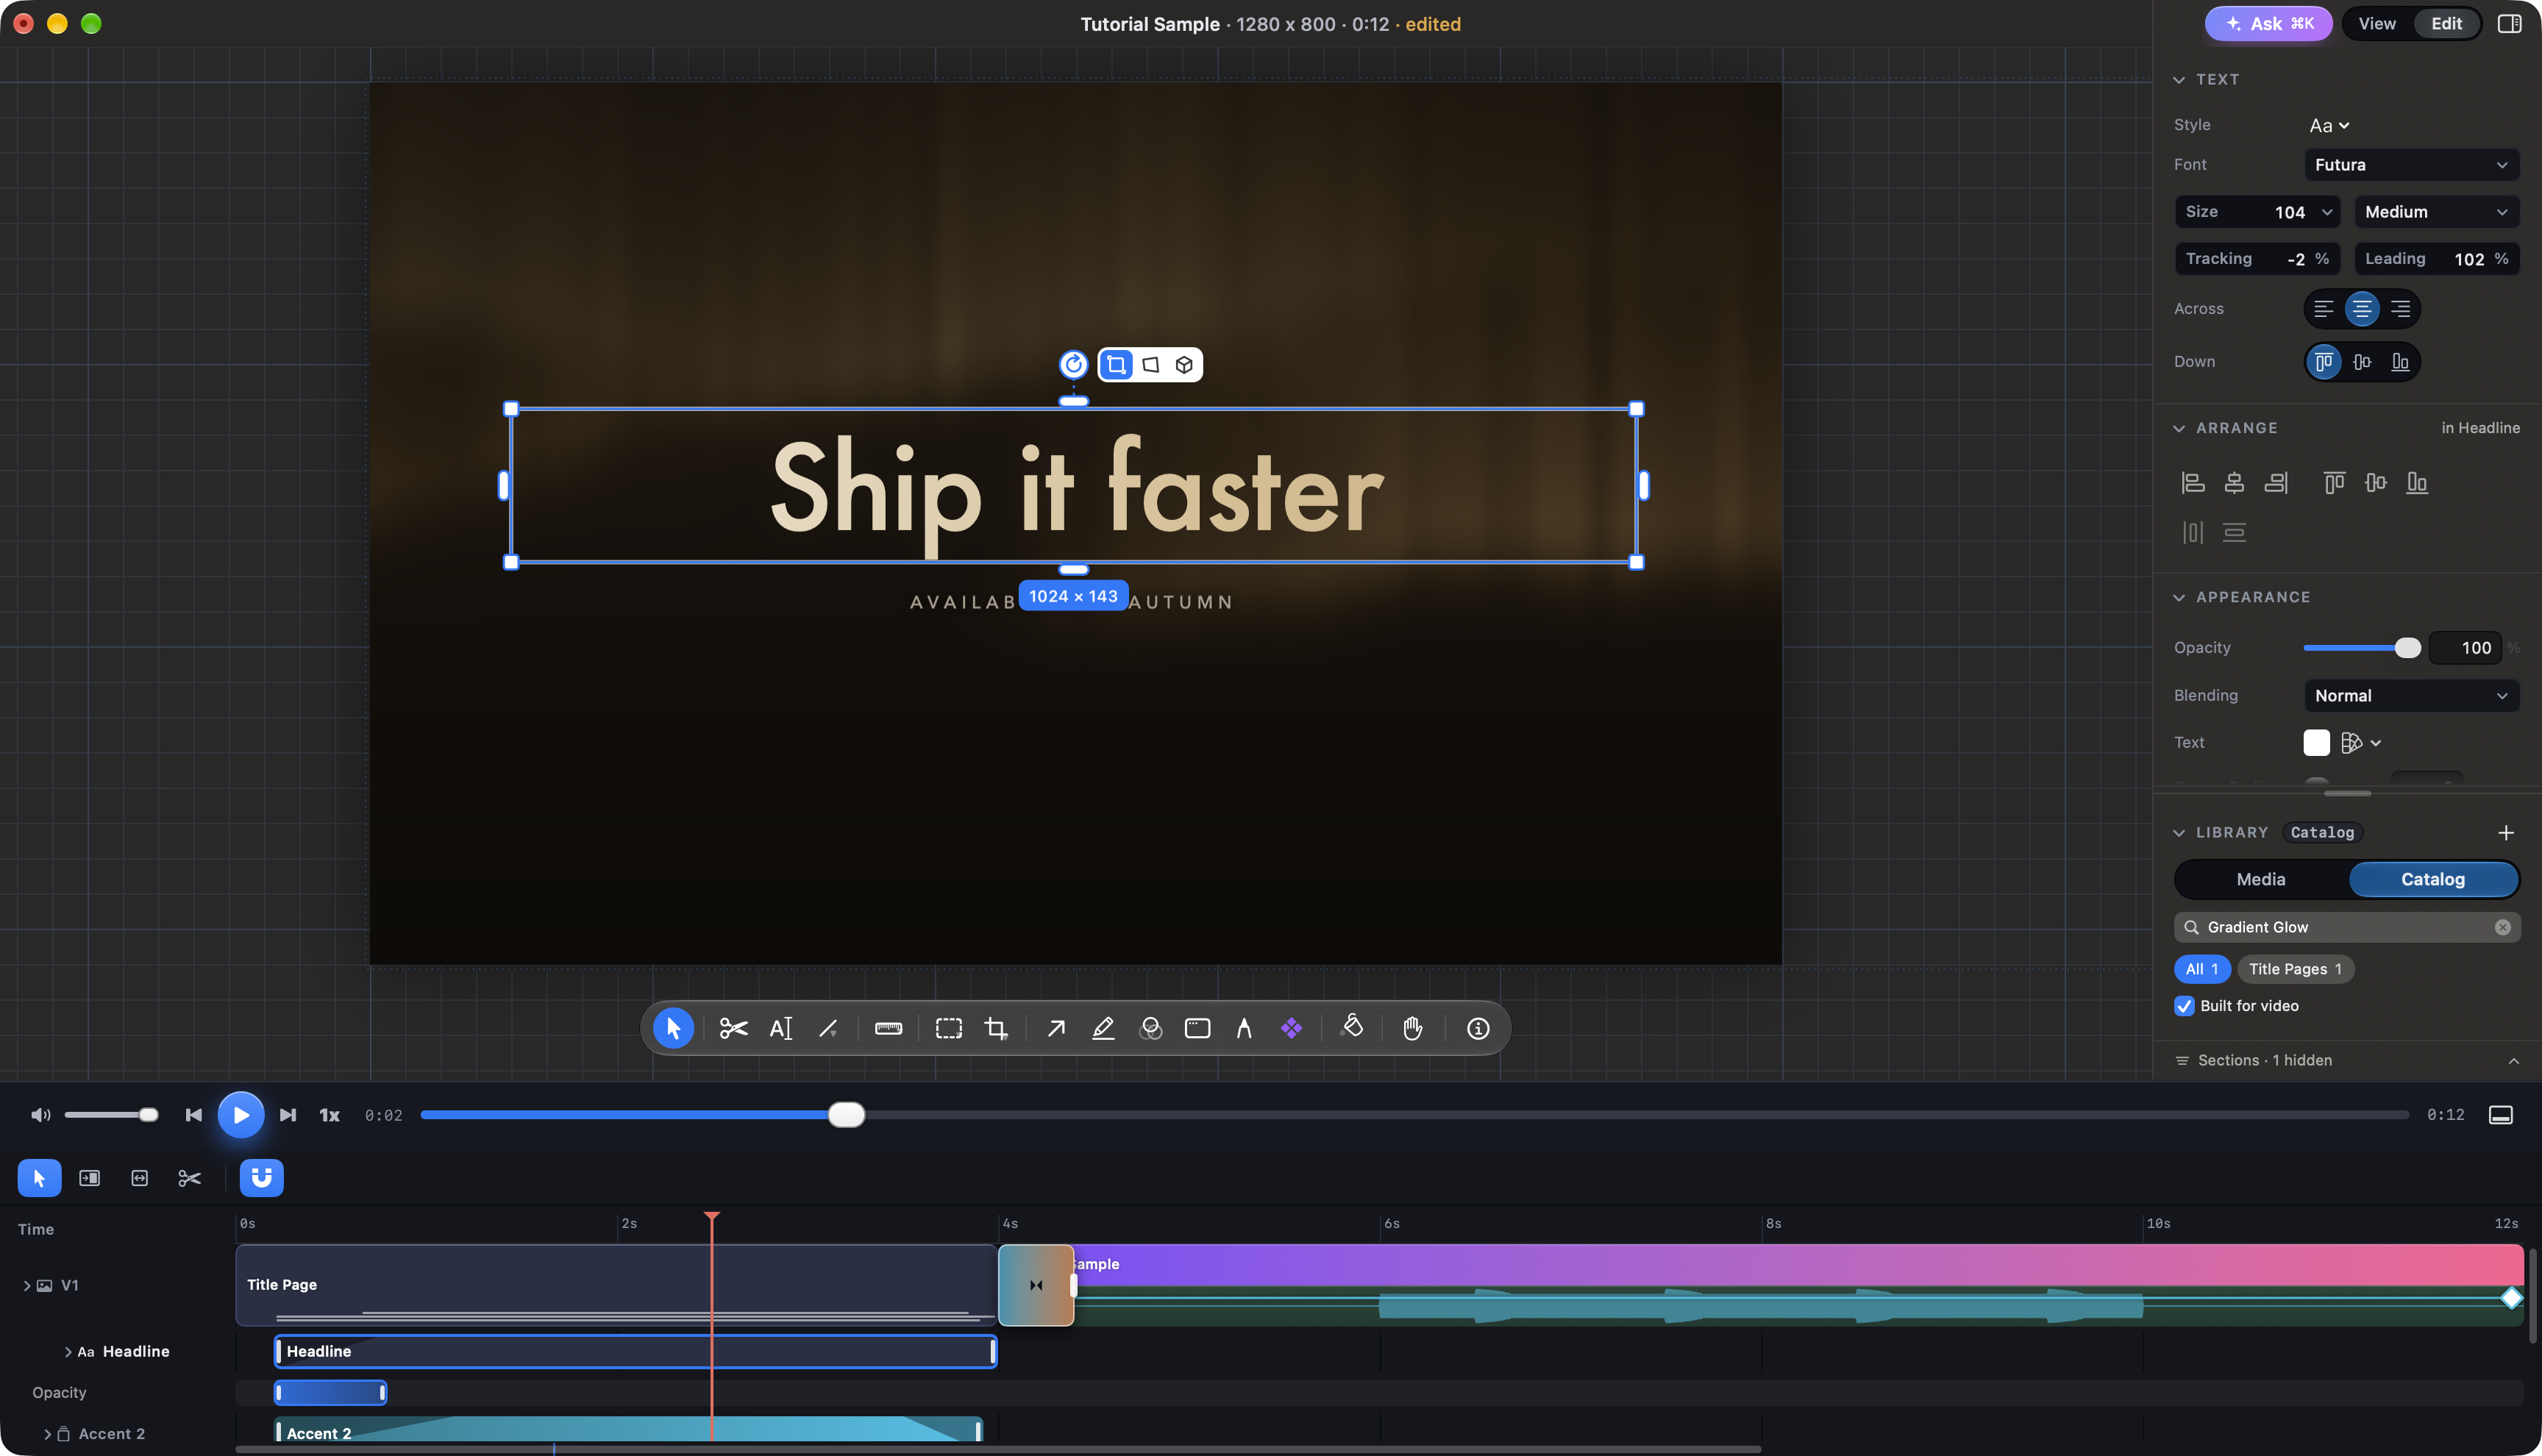 Tutorial Sample · 1280 x 800 · 0:12 · edited
Ask ⌘K
View
Edit
TEXT
Style
Aa
Font
Futura
Size 104
Medium
Tracking -2 %
Leading 102 %
Across
Down
ARRANGE
in Headline
APPEARANCE
Opacity
100 %
Blending
Normal
Text
LIBRARY
Catalog
Media
Catalog
Gradient Glow
All 1
Title Pages 1
Built for video
Sections · 1 hidden
Ship it faster
1024 × 143
AUTUMN
1x
0:02
0:12
Time
0s
2s
4s
6s
8s
10s
12s
V1
Title Page
Aa Headline
Headline
Opacity
Accent 2
Accent 2